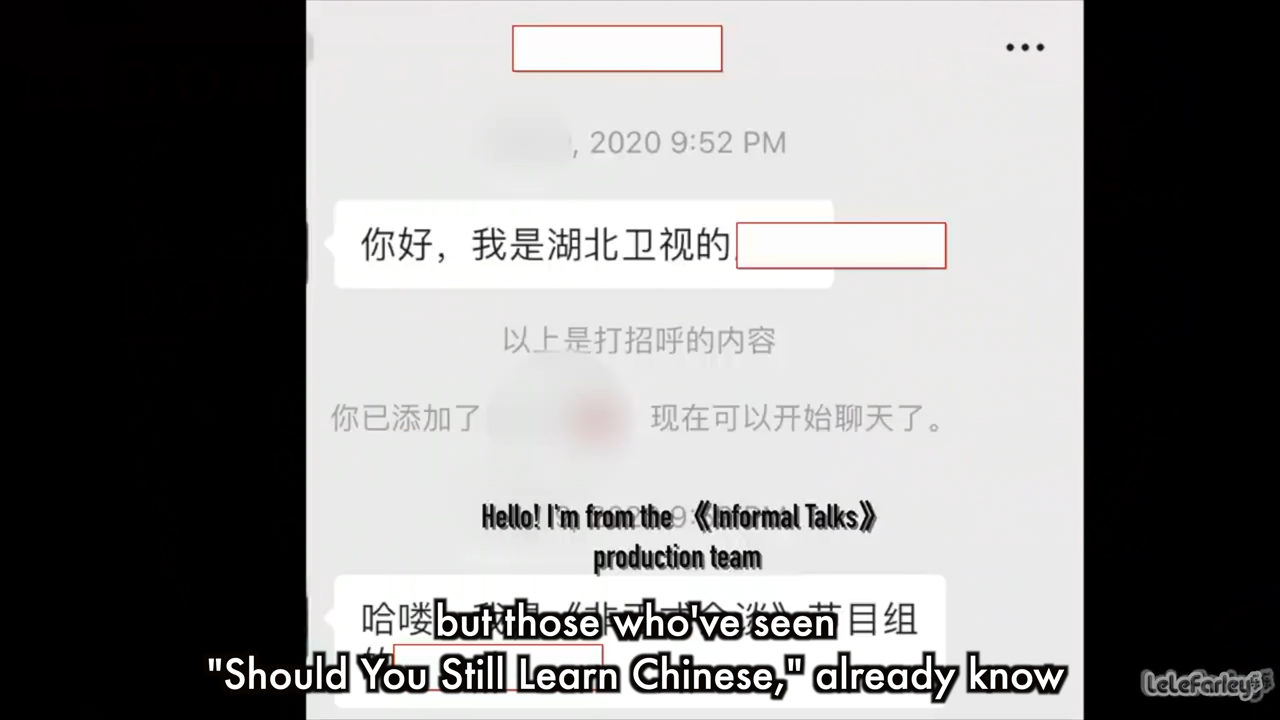 , 2020 9:52 PM
你好，我是湖北卫视的
以上是打招呼的内容
你已添加了 现在可以开始聊天了。
Hello! I'm from the 《Informal Talks》
production team
哈喽 节目组
but those who've seen
"Should You Still Learn Chinese," already know
LeLeFarley